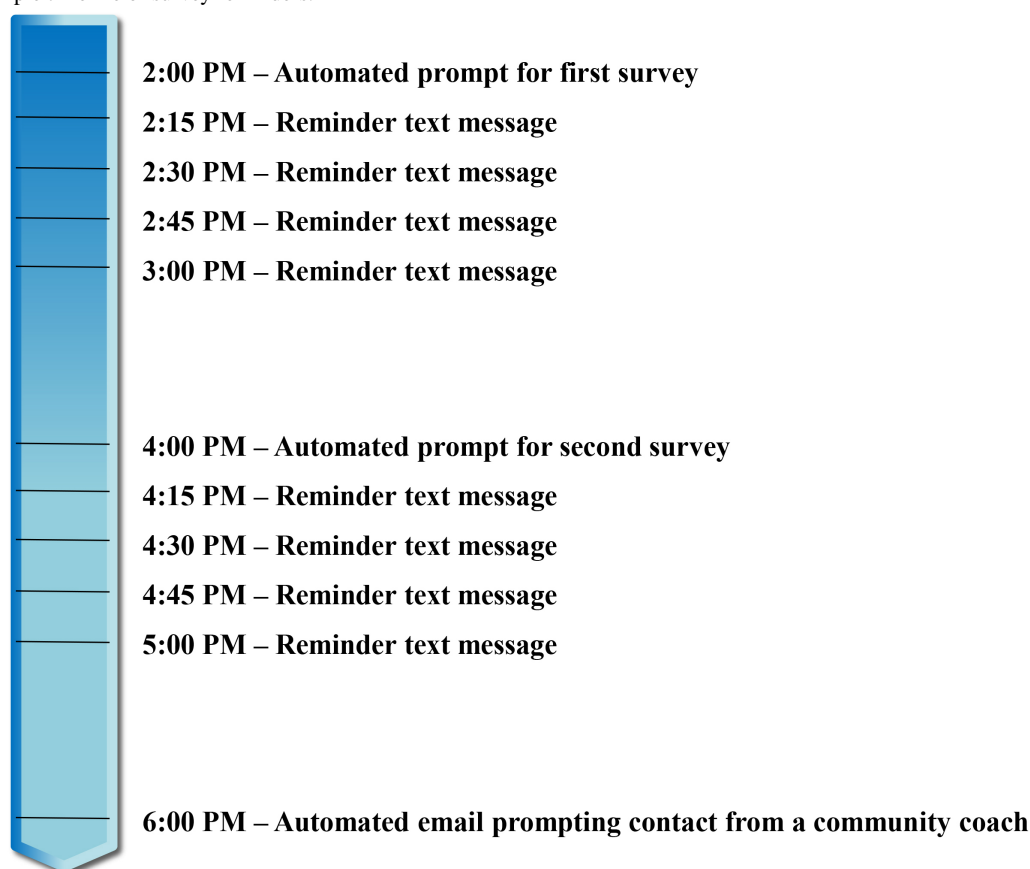 2:00 PM – Automated prompt for first survey
2:15 PM – Reminder text message
2:30 PM – Reminder text message
2:45 PM – Reminder text message
3:00 PM – Reminder text message
4:00 PM – Automated prompt for second survey
4:15 PM – Reminder text message
4:30 PM – Reminder text message
4:45 PM – Reminder text message
5:00 PM – Reminder text message
6:00 PM – Automated email prompting contact from a community coach